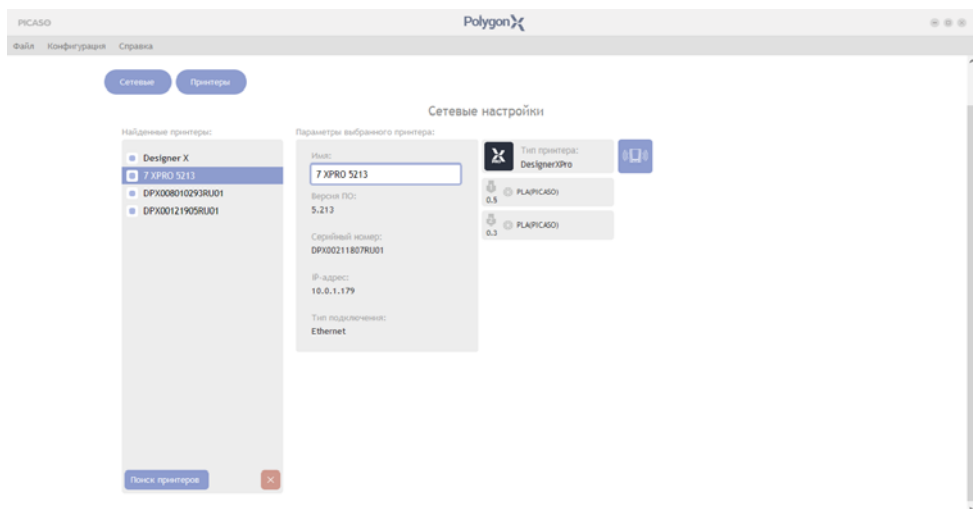 PICASO
PolygonX
Файл Конфигурация Справка
Сетевые Принтеры
Сетевые настройки
Найденные принтеры:
Designer X
7 XPRO 5213
DPX008010293RU01
DPX00121905RU01
Поиск принтеров
Параметры выбранного принтера:
Имя:
7 XPRO 5213
Версия ПО:
5.213
Серийный номер:
DPX00211807RU01
IP-адрес:
10.0.1.179
Тип подключения:
Ethernet
Тип принтера:
DesignerXPro
0.5 PLA(PICASO)
0.3 PLA(PICASO)